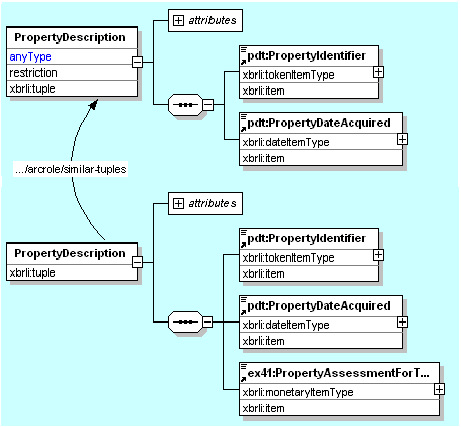 PropertyDescription
anyType
restriction
xbrli:tuple
attributes
pdt:PropertyIdentifier
xbrli:tokenItemType
xbrli:item
pdt:PropertyDateAcquired
xbrli:dateItemType
xbrli:item
.../arcrole/similar-tuples
PropertyDescription
xbrli:tuple
attributes
pdt:PropertyIdentifier
xbrli:tokenItemType
xbrli:item
pdt:PropertyDateAcquired
xbrli:dateItemType
xbrli:item
ex41:PropertyAssessmentForT...
xbrli:monetaryItemType
xbrli:item